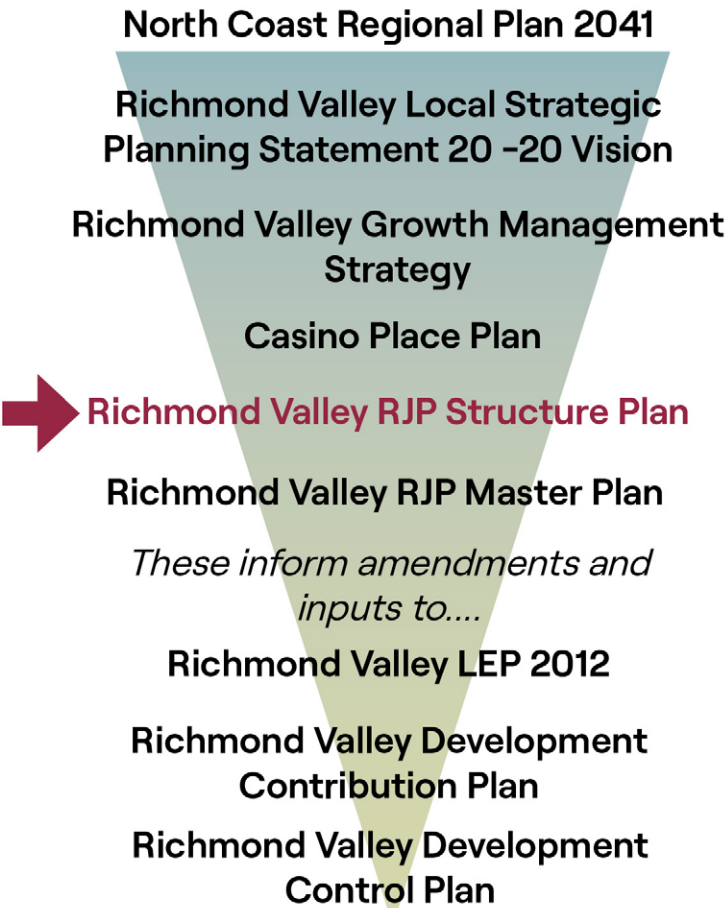 North Coast Regional Plan 2041
Richmond Valley Local Strategic
Planning Statement 20 -20 Vision
Richmond Valley Growth Management
Strategy
Casino Place Plan
Richmond Valley RJP Structure Plan
Richmond Valley RJP Master Plan
These inform amendments and
inputs to....
Richmond Valley LEP 2012
Richmond Valley Development
Contribution Plan
Richmond Valley Development
Control Plan